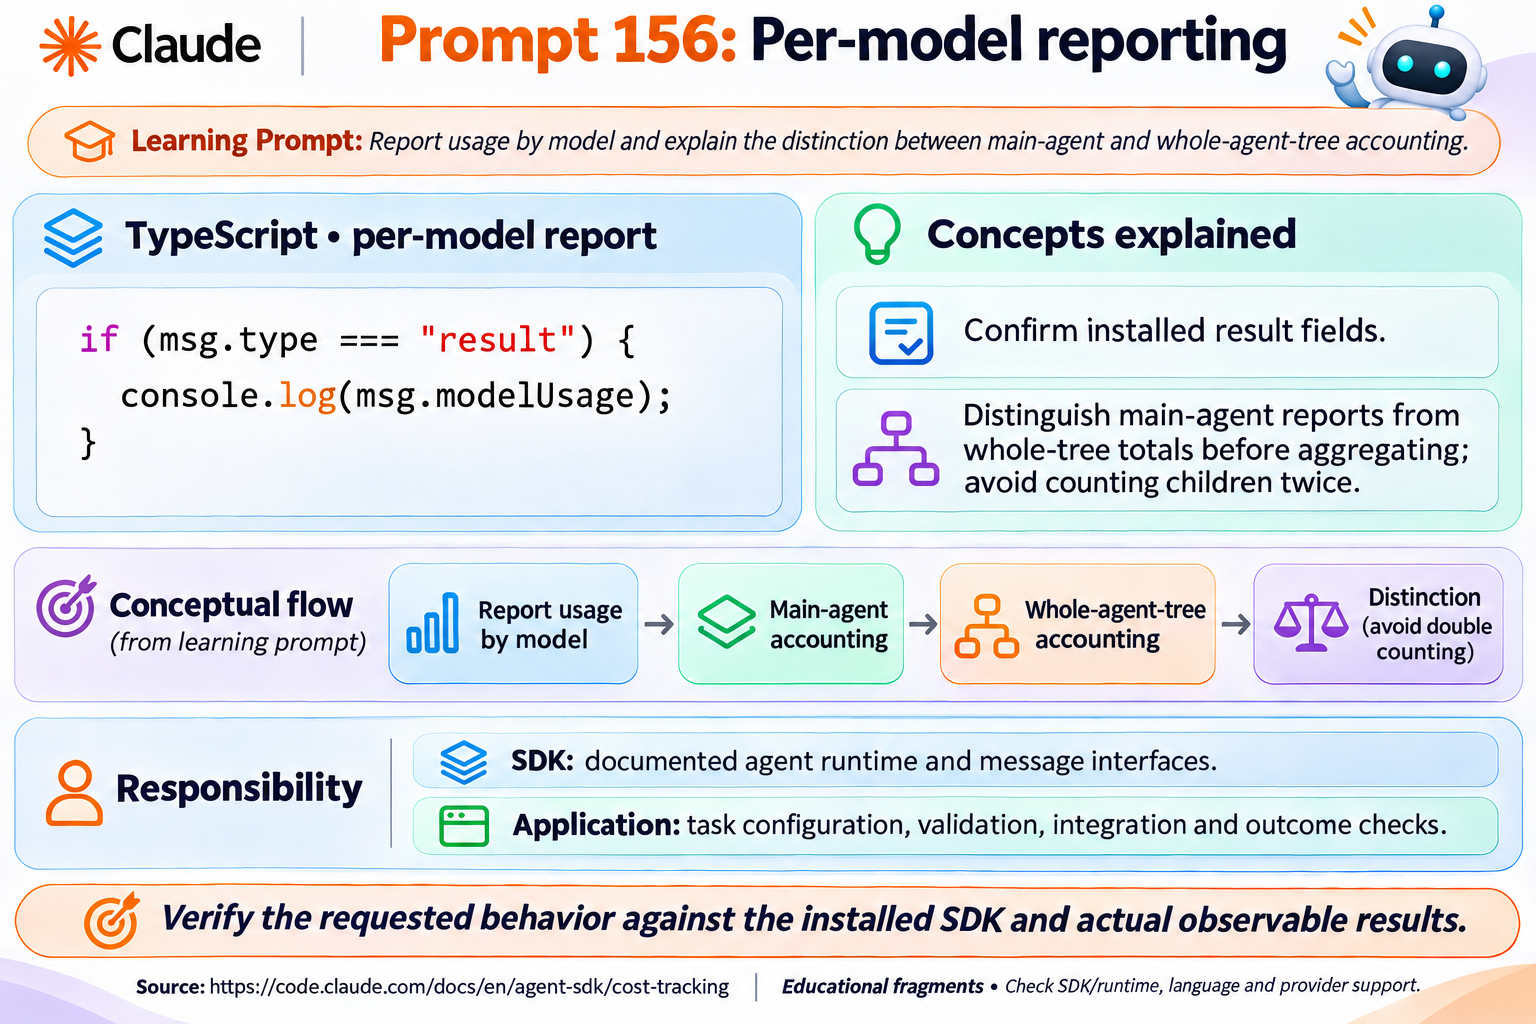 Claude
Prompt 156: Per-model reporting
Learning Prompt: Report usage by model and explain the distinction between main-agent and whole-agent-tree accounting.
TypeScript • per-model report
if (msg.type === "result") {
  console.log(msg.modelUsage);
}
Concepts explained
Confirm installed result fields.
Distinguish main-agent reports from
whole-tree totals before aggregating;
avoid counting children twice.
Conceptual flow
(from learning prompt)
Report usage
by model
Main-agent
accounting
Whole-agent-tree
accounting
Distinction
(avoid double
counting)
Responsibility
SDK: documented agent runtime and message interfaces.
Application: task configuration, validation, integration and outcome checks.
Verify the requested behavior against the installed SDK and actual observable results.
Source: https://code.claude.com/docs/en/agent-sdk/cost-tracking
Educational fragments • Check SDK/runtime, language and provider support.